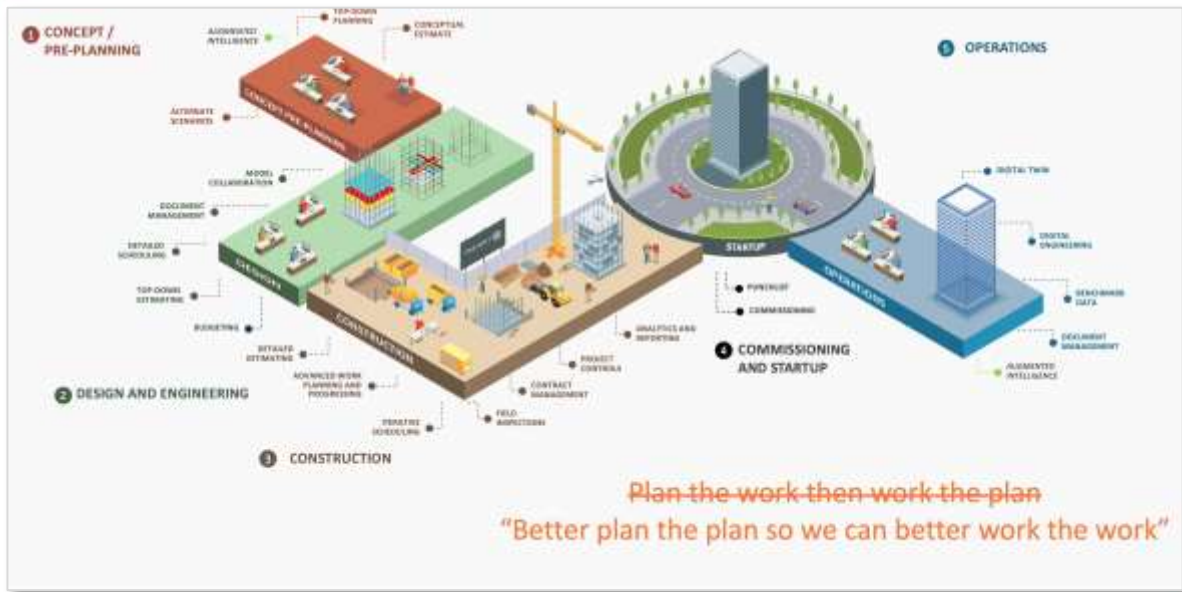 1 CONCEPT /
PRE-PLANNING
TOP-DOWN
PLANNING
AUGMENTED
INTELLIGENCE
CONCEPTUAL
ESTIMATE
ALTERNATE
SCENARIOS
CONCEPT/PRE-PLANNING
MODEL
COLLABORATION
DOCUMENT
MANAGEMENT
DETAILED
SCHEDULING
TOP-DOWN
ESTIMATING
BUDGETING
DESIGN
2 DESIGN AND ENGINEERING
DETAILED
ESTIMATING
ADVANCED WORK
PLANNING AND
PROGRESSING
ITERATIVE
SCHEDULING
FIELD
INSPECTIONS
CONTRACT
MANAGEMENT
PROJECT
CONTROLS
ANALYTICS AND
REPORTING
CONSTRUCTION
3 CONSTRUCTION
STARTUP
PUNCHLIST
COMMISSIONING
4 COMMISSIONING
AND STARTUP
5 OPERATIONS
DIGITAL TWIN
DIGITAL
ENGINEERING
BENCHMARK
DATA
DOCUMENT
MANAGEMENT
AUGMENTED
INTELLIGENCE
OPERATIONS
Plan the work then work the plan
“Better plan the plan so we can better work the work”